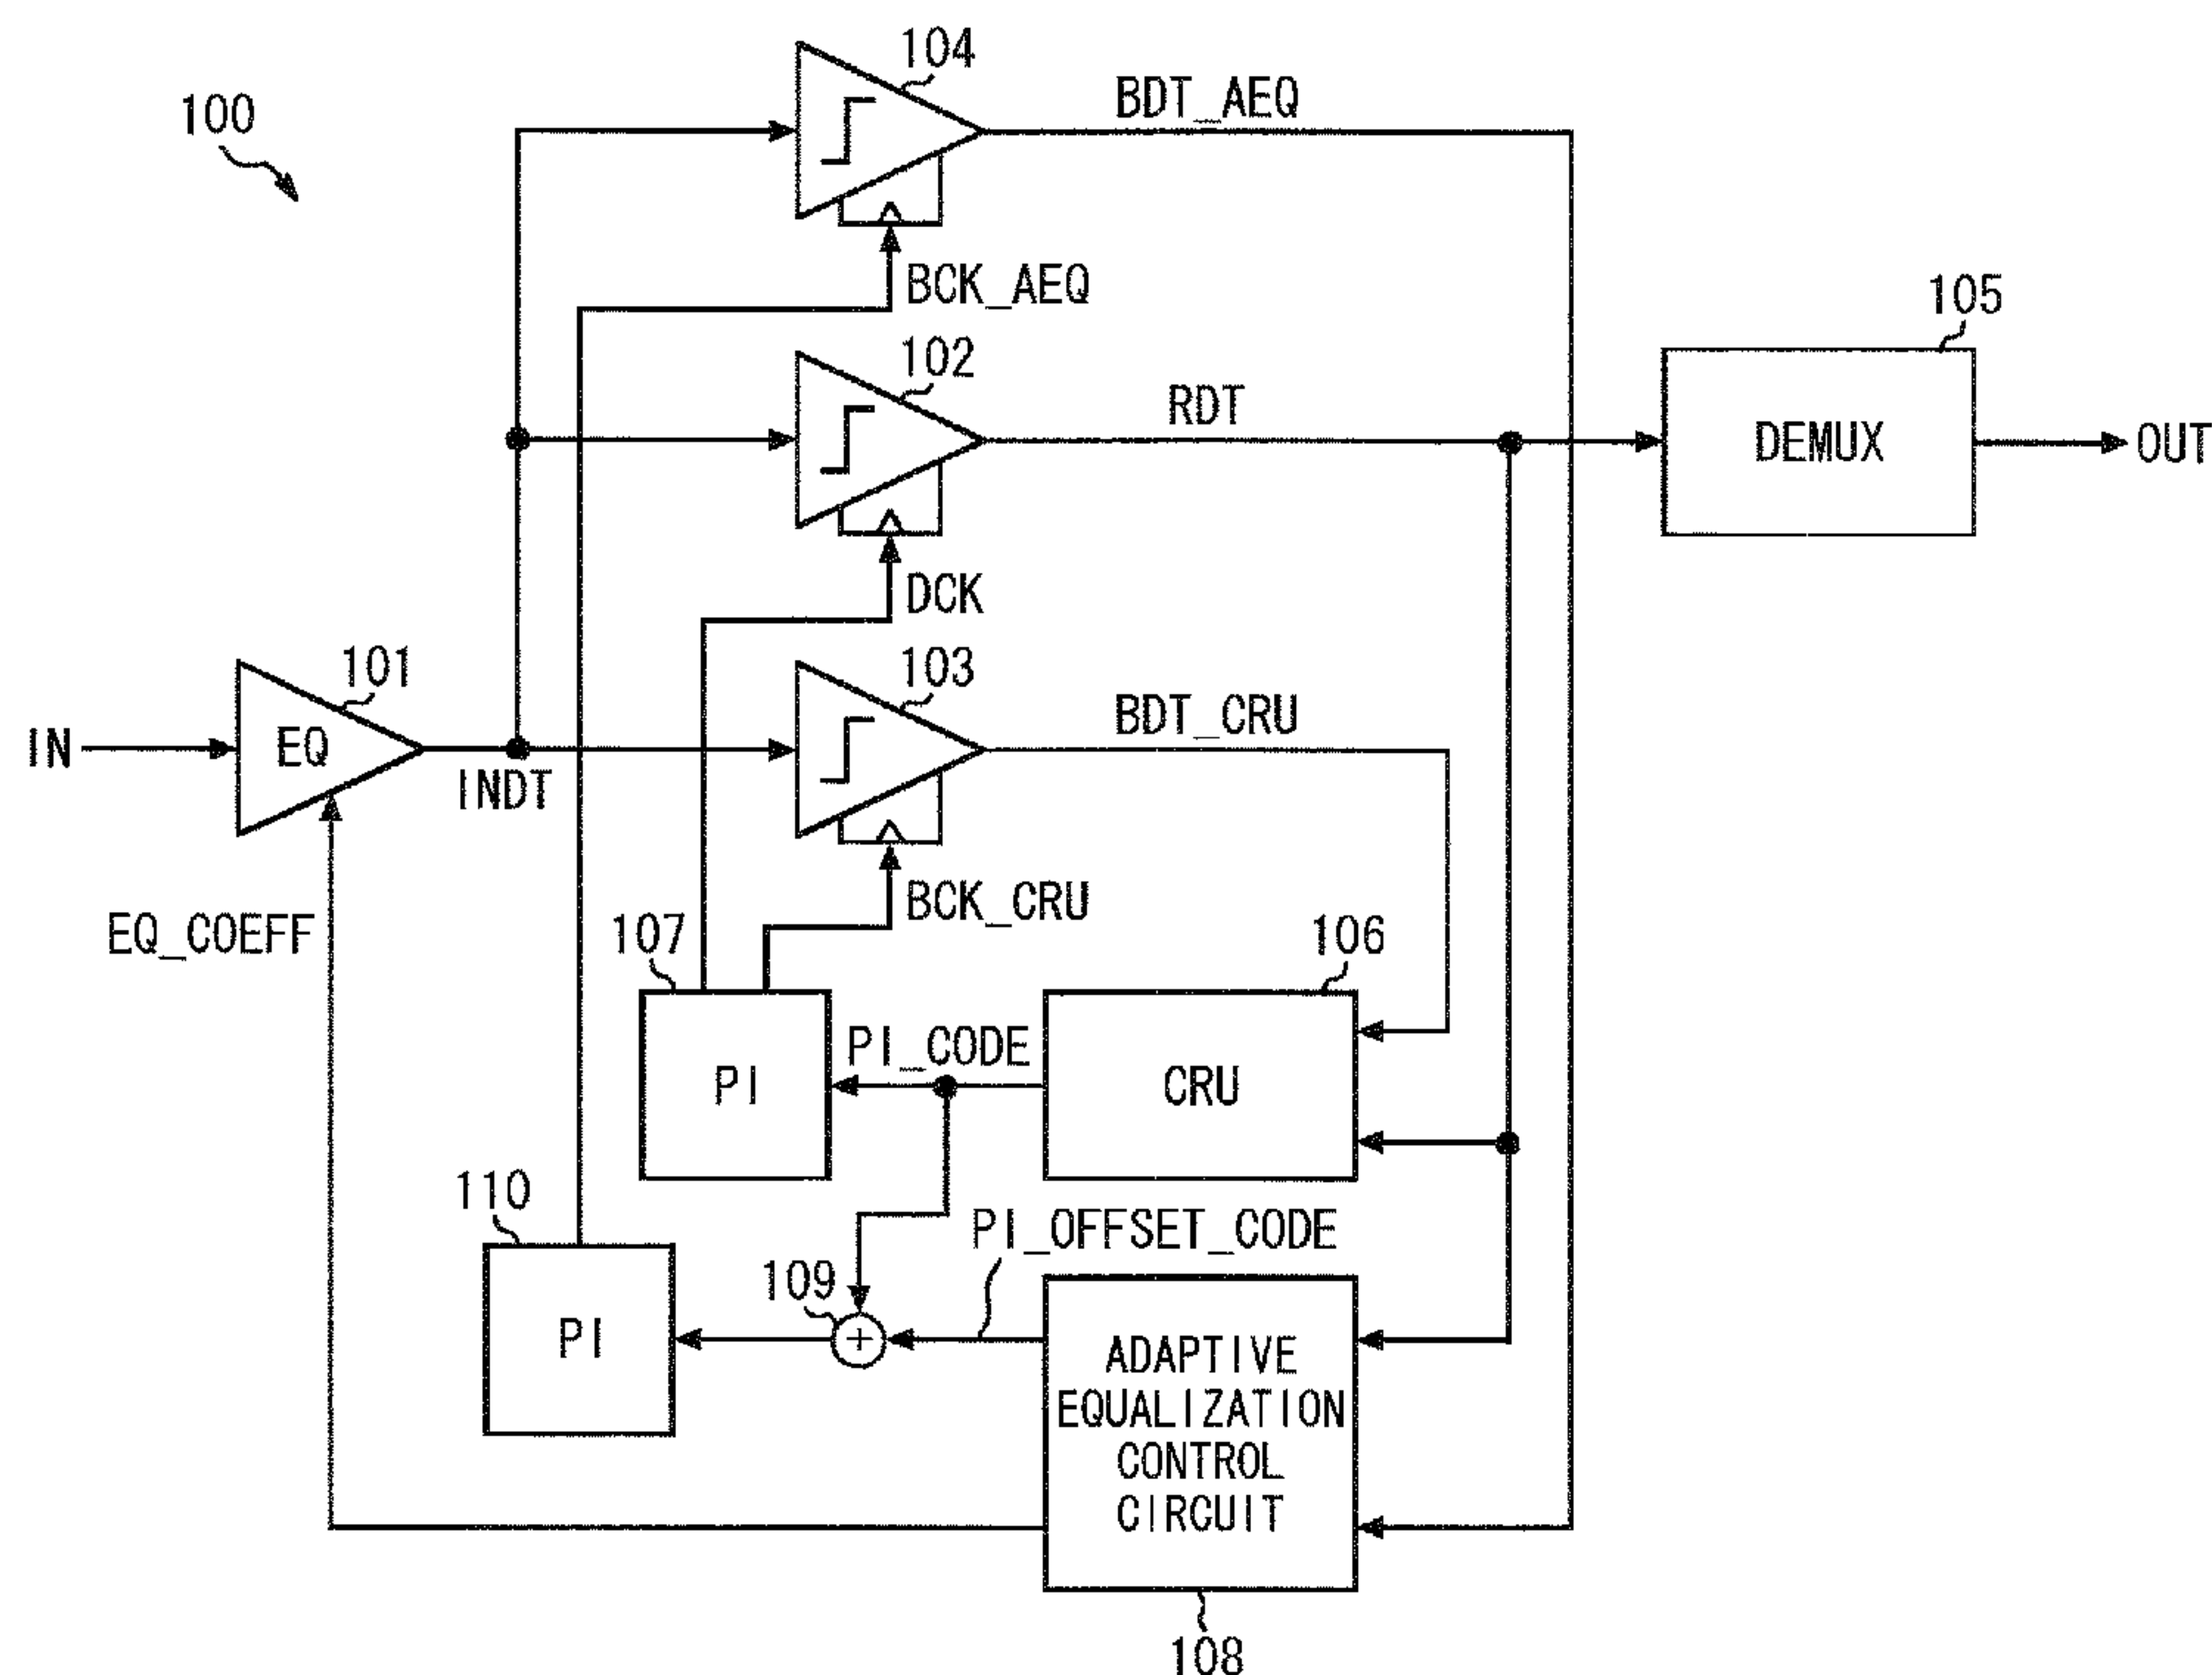 104
BDT_AEQ
100
BCK_AEQ
105
102
RDT
DEMUX
OUT
DCK
101
103
BDT_CRU
IN
EQ
INDT
BCK_CRU
EQ_COEFF
107
106
PI_CODE
PI
CRU
110
PI_OFFSET_CODE
109
PI
+
ADAPTIVE
EQUALIZATION
CONTROL
CIRCUIT
108